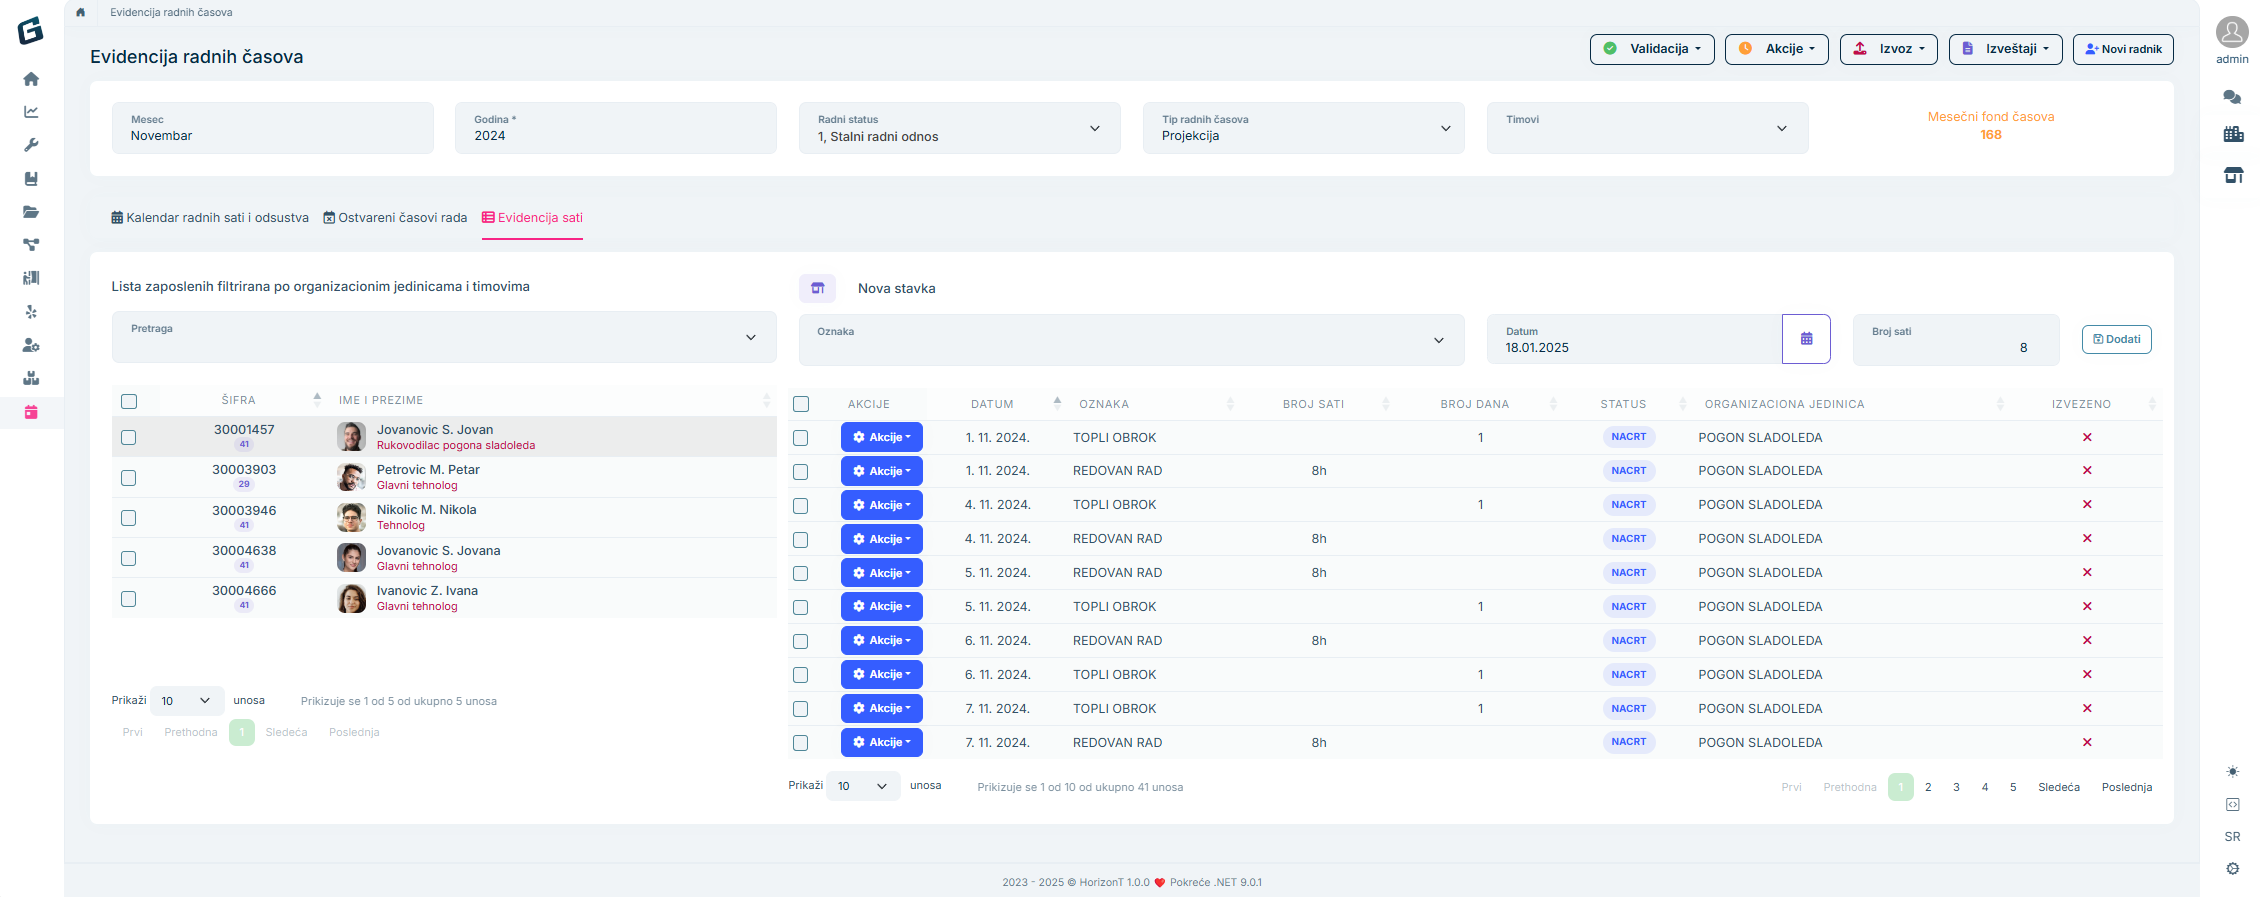 Evidencija radnih časova
admin
Evidencija radnih časova
Validacija
Akcije
Izvoz
Izveštaji
Novi radnik
Mesec
Novembar
Godina *
2024
Radni status
1, Stalni radni odnos
Tip radnih časova
Projekcija
Timovi
Mesečni fond časova
168
Kalendar radnih sati i odsustva
Ostvareni časovi rada
Evidencija sati
Lista zaposlenih filtrirana po organizacionim jedinicama i timovima
Pretraga
ŠIFRA IME I PREZIME
30001457 Jovanovic S. Jovan
41 Rukovodilac pogona sladoleda
30003903 Petrovic M. Petar
29 Glavni tehnolog
30003946 Nikolic M. Nikola
41 Tehnolog
30004638 Jovanovic S. Jovana
41 Glavni tehnolog
30004666 Ivanovic Z. Ivana
41 Glavni tehnolog
Prikaži 10 unosa Prikizuje se 1 od 5 od ukupno 5 unosa
Prvi Prethodna 1 Sledeća Poslednja
Nova stavka
Oznaka
Datum
18.01.2025
Broj sati
8
Dodati
AKCIJE DATUM OZNAKA BROJ SATI BROJ DANA STATUS ORGANIZACIONA JEDINICA IZVEZENO
Akcije 1. 11. 2024. TOPLI OBROK 1 NACRT POGON SLADOLEDA
Akcije 1. 11. 2024. REDOVAN RAD 8h NACRT POGON SLADOLEDA
Akcije 4. 11. 2024. TOPLI OBROK 1 NACRT POGON SLADOLEDA
Akcije 4. 11. 2024. REDOVAN RAD 8h NACRT POGON SLADOLEDA
Akcije 5. 11. 2024. REDOVAN RAD 8h NACRT POGON SLADOLEDA
Akcije 5. 11. 2024. TOPLI OBROK 1 NACRT POGON SLADOLEDA
Akcije 6. 11. 2024. REDOVAN RAD 8h NACRT POGON SLADOLEDA
Akcije 6. 11. 2024. TOPLI OBROK 1 NACRT POGON SLADOLEDA
Akcije 7. 11. 2024. TOPLI OBROK 1 NACRT POGON SLADOLEDA
Akcije 7. 11. 2024. REDOVAN RAD 8h NACRT POGON SLADOLEDA
Prikaži 10 unosa Prikizuje se 1 od 10 od ukupno 41 unosa
Prvi Prethodna 1 2 3 4 5 Sledeća Poslednja
SR
2023 - 2025 © HorizonT 1.0.0 ❤ Pokreće .NET 9.0.1